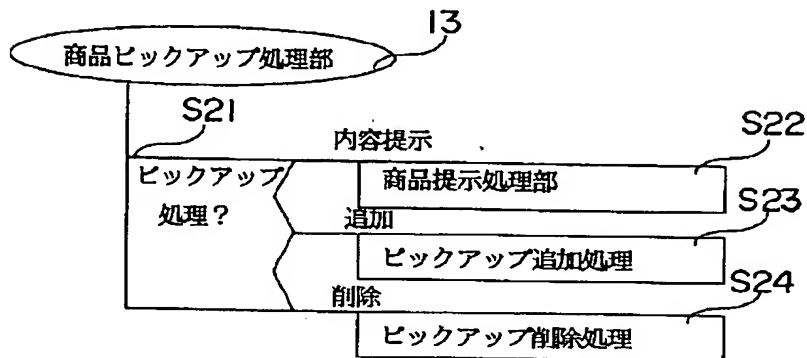 13
商品ピックアップ処理部
S21
内容提示
S22
ピックアップ
処理?
商品提示処理部
追加
S23
ピックアップ追加処理
削除
S24
ピックアップ削除処理